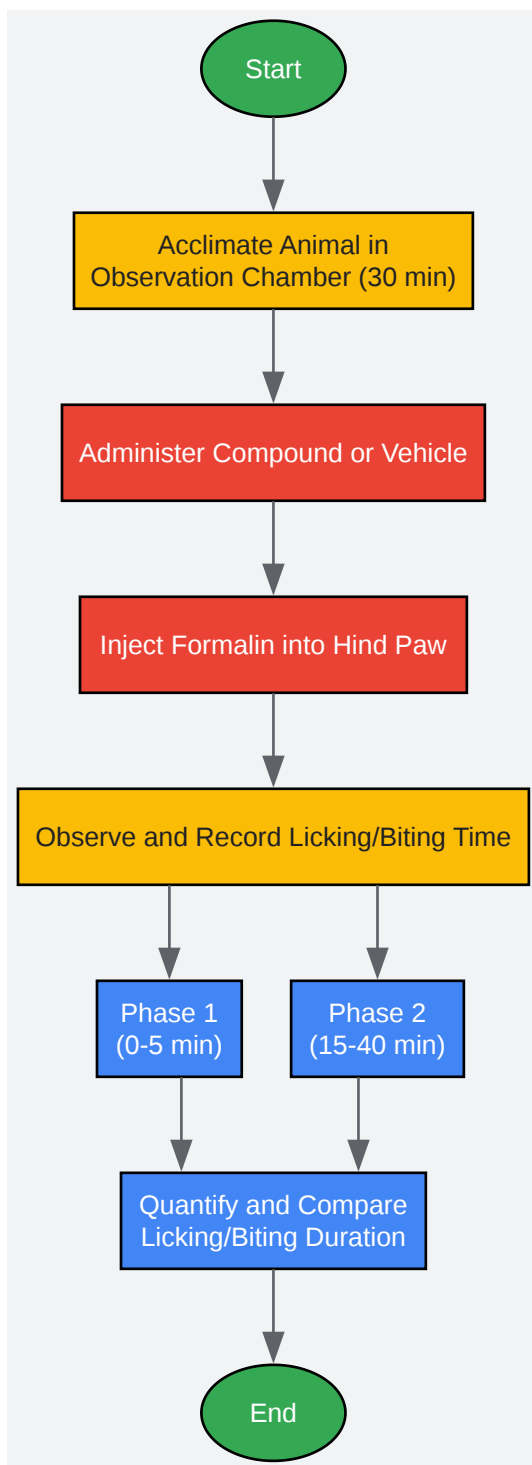 Start
Acclimate Animal in
Observation Chamber (30 min)
Administer Compound or Vehicle
Inject Formalin into Hind Paw
Observe and Record Licking/Biting Time
Phase 1
(0-5 min)
Phase 2
(15-40 min)
Quantify and Compare
Licking/Biting Duration
End